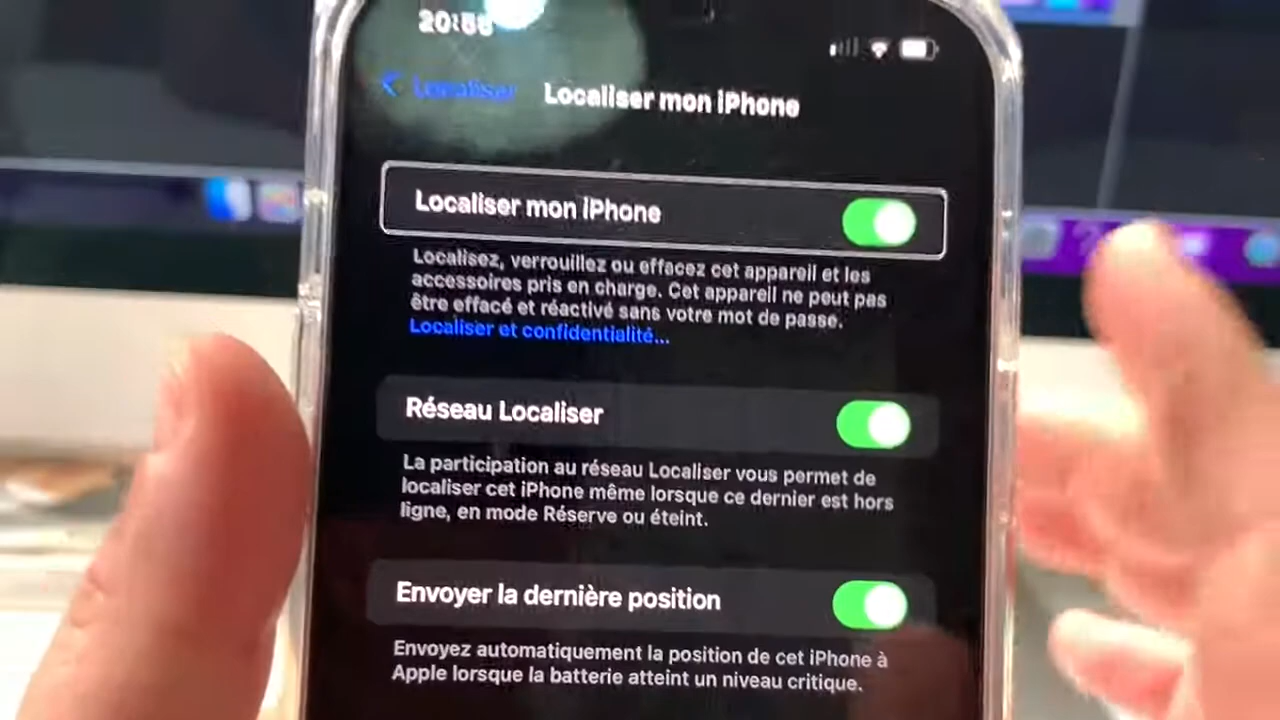 20:58
Localiser
Localiser mon iPhone
Localiser mon iPhone
Localisez, verrouillez ou effacez cet appareil et les
accessoires pris en charge. Cet appareil ne peut pas
être effacé et réactivé sans votre mot de passe.
Localiser et confidentialité...
Réseau Localiser
La participation au réseau Localiser vous permet de
localiser cet iPhone même lorsque ce dernier est hors
ligne, en mode Réserve ou éteint.
Envoyer la dernière position
Envoyez automatiquement la position de cet iPhone à
Apple lorsque la batterie atteint un niveau critique.